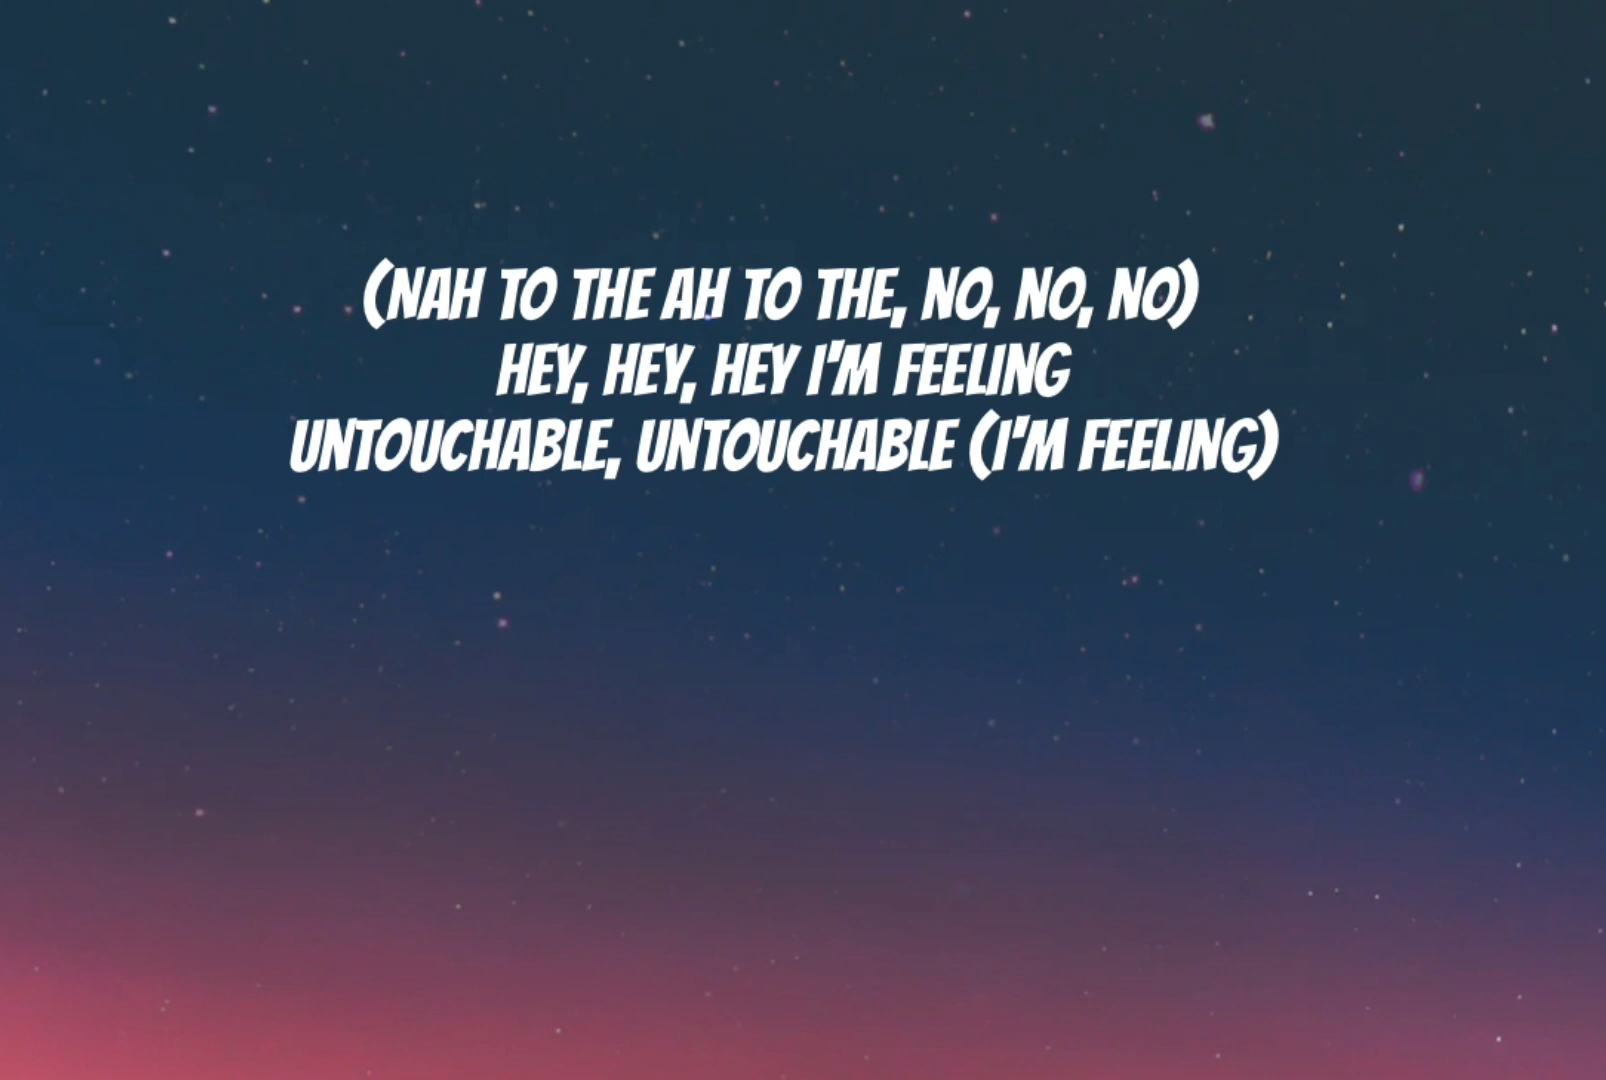 (NAH TO THE AH TO THE, NO, NO, NO)
HEY, HEY, HEY I'M FEELING
UNTOUCHABLE, UNTOUCHABLE (I'M FEELING)